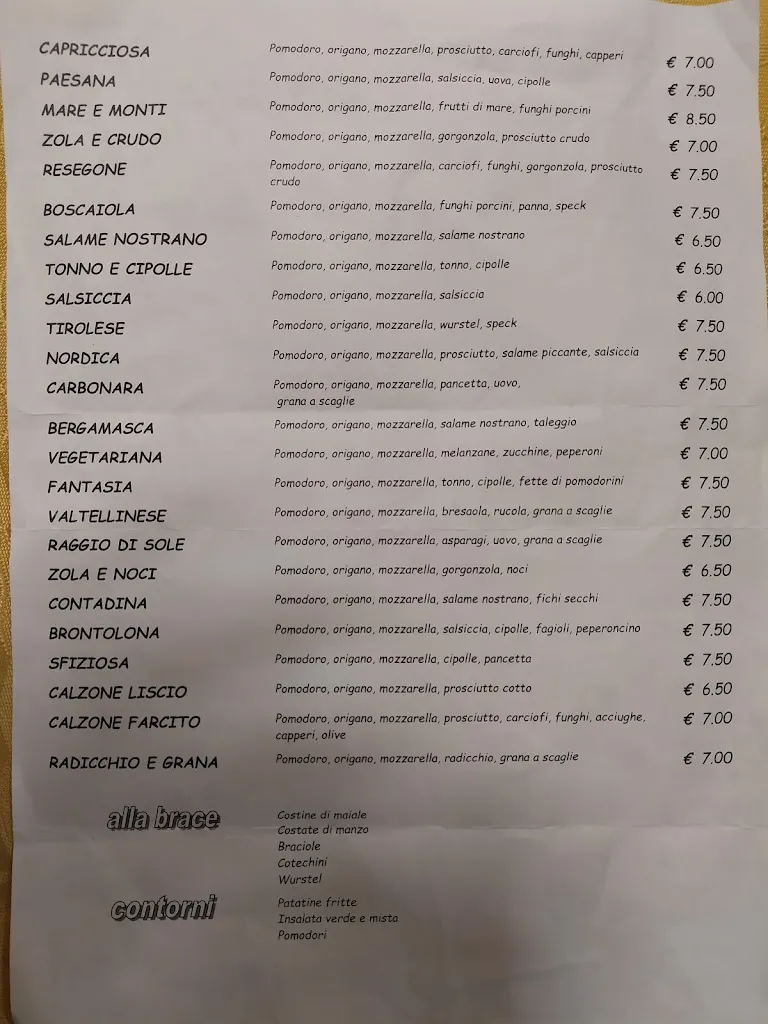 CAPRICCIOSA Pomodoro, origano, mozzarella, prosciutto, carciofi, funghi, capperi € 7.00
PAESANA Pomodoro, origano, mozzarella, salsiccia, uova, cipolle € 7.50
MARE E MONTI Pomodoro, origano, mozzarella, frutti di mare, funghi porcini € 8.50
ZOLA E CRUDO Pomodoro, origano, mozzarella, gorgonzola, prosciutto crudo € 7.00
RESEGONE Pomodoro, origano, mozzarella, carciofi, funghi, gorgonzola, prosciutto € 7.50
crudo
BOSCAIOLA Pomodoro, origano, mozzarella, funghi porcini, panna, speck € 7.50
SALAME NOSTRANO Pomodoro, origano, mozzarella, salame nostrano € 6.50
TONNO E CIPOLLE Pomodoro, origano, mozzarella, tonno, cipolle € 6.50
SALSICCIA Pomodoro, origano, mozzarella, salsiccia € 6.00
TIROLESE Pomodoro, origano, mozzarella, wurstel, speck € 7.50
NORDICA Pomodoro, origano, mozzarella, prosciutto, salame piccante, salsiccia € 7.50
CARBONARA Pomodoro, origano, mozzarella, pancetta, uovo, € 7.50
grana a scaglie
BERGAMASCA Pomodoro, origano, mozzarella, salame nostrano, taleggio € 7.50
VEGETARIANA Pomodoro, origano, mozzarella, melanzane, zucchine, peperoni € 7.00
FANTASIA Pomodoro, origano, mozzarella, tonno, cipolle, fette di pomodorini € 7.50
VALTELLINESE Pomodoro, origano, mozzarella, bresaola, rucola, grana a scaglie € 7.50
RAGGIO DI SOLE Pomodoro, origano, mozzarella, asparagi, uovo, grana a scaglie € 7.50
ZOLA E NOCI Pomodoro, origano, mozzarella, gorgonzola, noci € 6.50
CONTADINA Pomodoro, origano, mozzarella, salame nostrano, fichi secchi € 7.50
BRONTOLONA Pomodoro, origano, mozzarella, salsiccia, cipolle, fagioli, peperoncino € 7.50
SFIZIOSA Pomodoro, origano, mozzarella, cipolle, pancetta € 7.50
CALZONE LISCIO Pomodoro, origano, mozzarella, prosciutto cotto € 6.50
CALZONE FARCITO Pomodoro, origano, mozzarella, prosciutto, carciofi, funghi, acciughe, € 7.00
capperi, olive
RADICCHIO E GRANA Pomodoro, origano, mozzarella, radicchio, grana a scaglie € 7.00
alla brace Costine di maiale
Costate di manzo
Braciole
Cotechini
Wurstel
contorni Patatine fritte
Insalata verde e mista
Pomodori